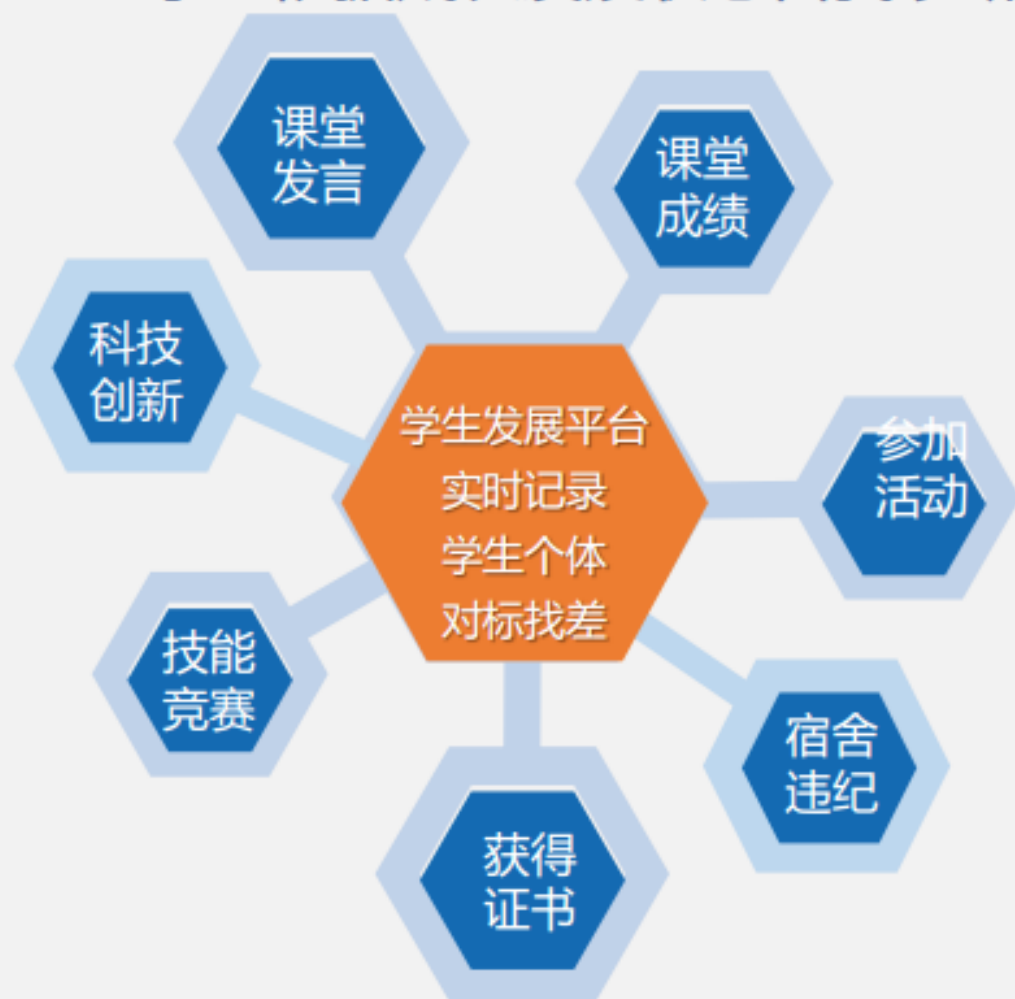 课堂
发言
课堂
成绩
科技
创新
学生发展平台
实时记录
学生个体
对标找差
参加
活动
技能
竞赛
宿舍
违纪
获得
证书